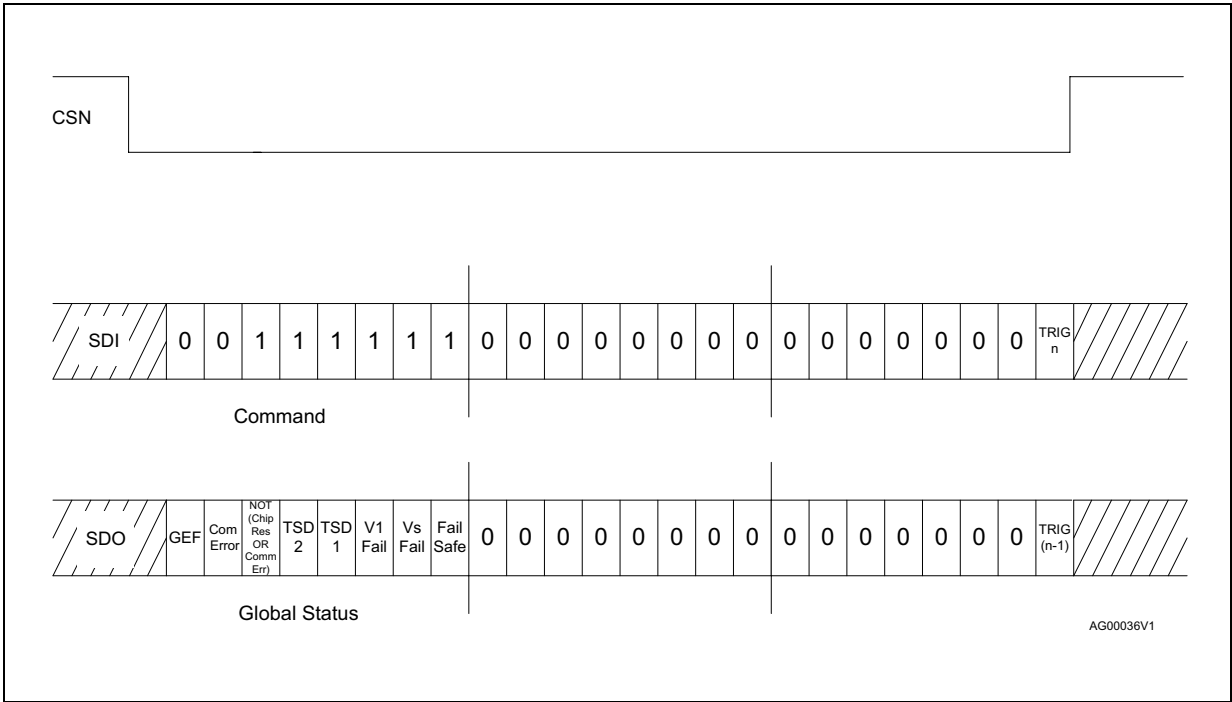 CSN
SDI 0 0 1 1 1 1 1 1 0 0 0 0 0 0 0 0 0 0 0 0 0 0 0 TRIG n
Command
SDO GEF Com Error NOT (Chip Res OR Comm Err) TSD 2 TSD 1 V1 Fail Vs Fail Fail Safe 0 0 0 0 0 0 0 0 0 0 0 0 0 0 0 TRIG (n-1)
Global Status
AG00036V1